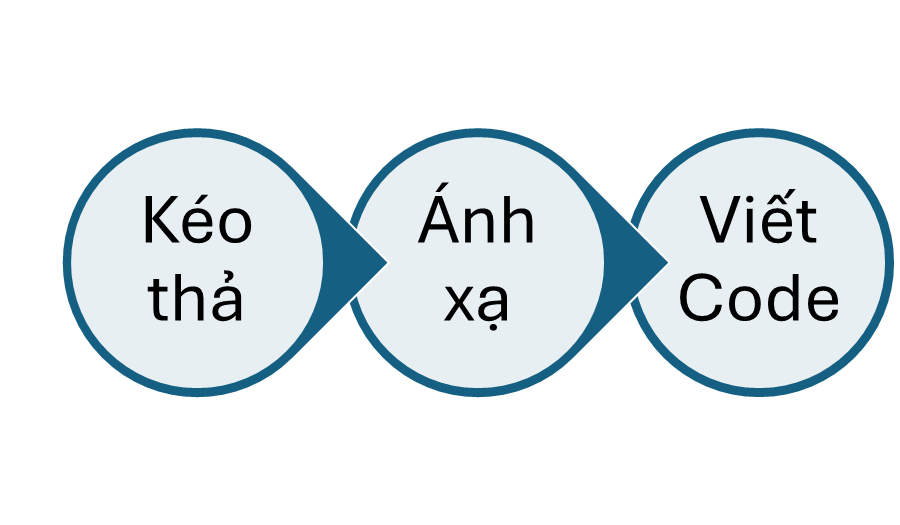 Kéo
thả
Ánh
xạ
Viết
Code